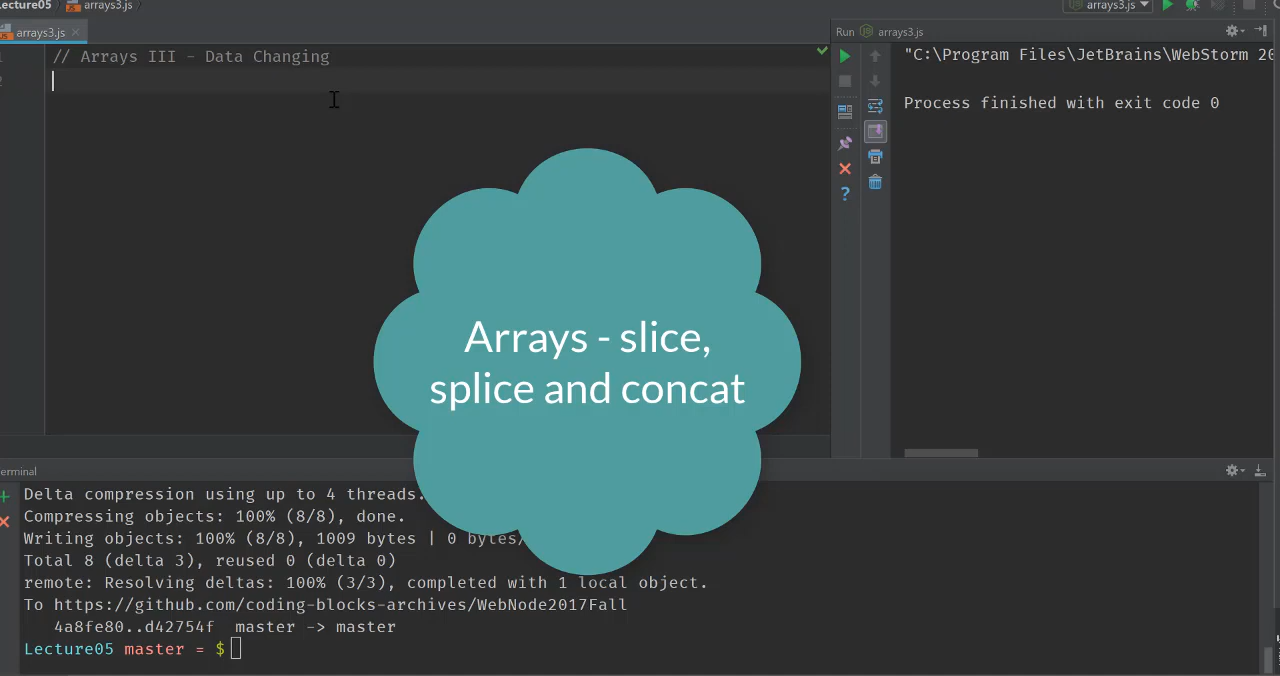 Lecture05 arrays3.js
arrays3.js
arrays3.js
Run arrays3.js
1 // Arrays III - Data Changing
2
"C:\Program Files\JetBrains\WebStorm 20
Process finished with exit code 0
?
Arrays - slice,
splice and concat
Terminal
Delta compression using up to 4 threads.
Compressing objects: 100% (8/8), done.
Writing objects: 100% (8/8), 1009 bytes | 0 bytes/
Total 8 (delta 3), reused 0 (delta 0)
remote: Resolving deltas: 100% (3/3), completed with 1 local object.
To https://github.com/coding-blocks-archives/WebNode2017Fall
4a8fe80..d42754f master -> master
Lecture05 master = $